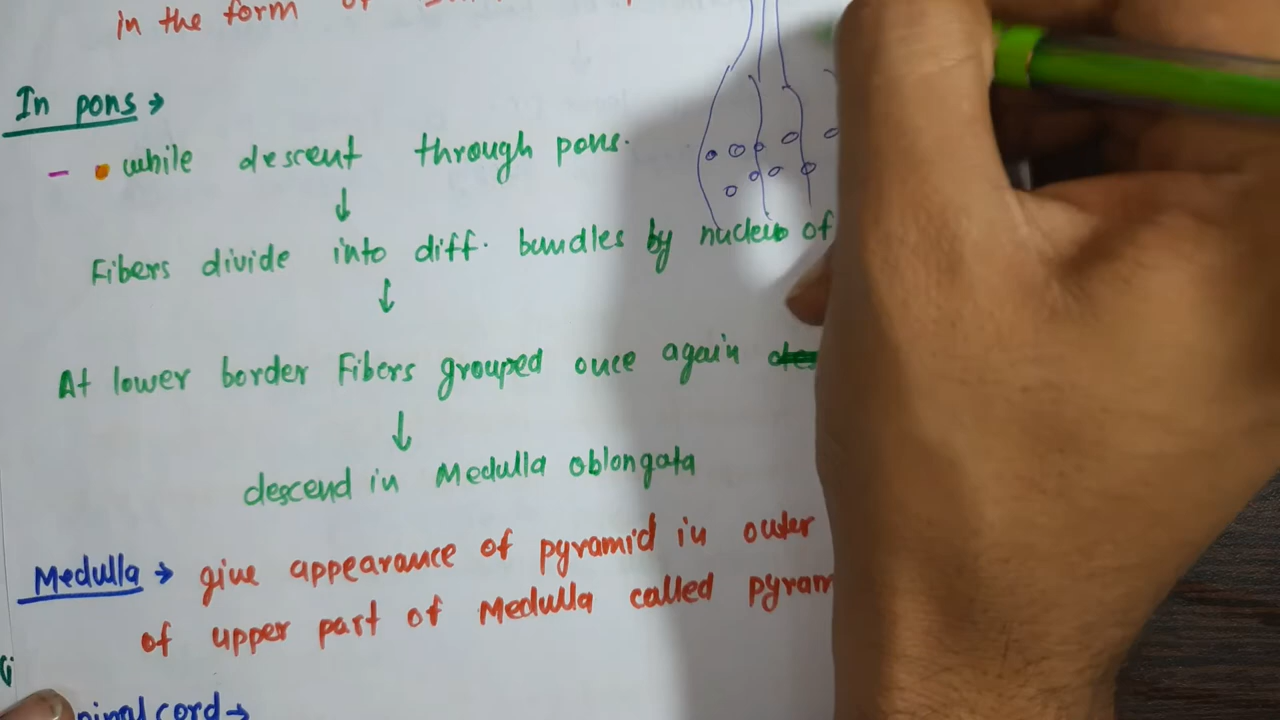 in the form of
In pons →
- • while descent through pons.
↓
Fibers divide into diff. bundles by nuclei of
↓
At lower border Fibers grouped once again
↓
descend in Medulla oblongata
Medulla → give appearance of pyramid in outer
of upper part of Medulla called pyram
pinal cord →